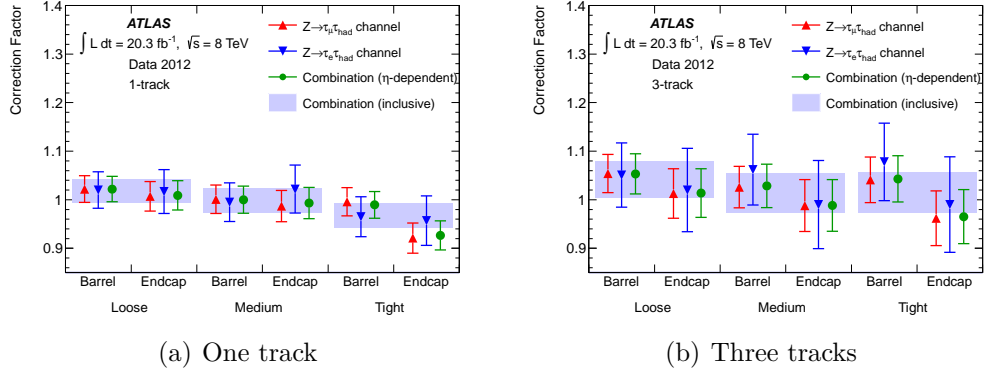 Correction Factor
1.4
1.3
1.2
1.1
1
0.9
ATLAS
∫ L dt = 20.3 fb⁻¹, √s = 8 TeV
Data 2012
1-track
Z→τμτhad channel
Z→τeτhad channel
Combination (η-dependent)
Combination (inclusive)
Barrel Endcap Barrel Endcap Barrel Endcap
Loose Medium Tight
(a) One track
Correction Factor
1.4
1.3
1.2
1.1
1
0.9
ATLAS
∫ L dt = 20.3 fb⁻¹, √s = 8 TeV
Data 2012
3-track
Z→τμτhad channel
Z→τeτhad channel
Combination (η-dependent)
Combination (inclusive)
Barrel Endcap Barrel Endcap Barrel Endcap
Loose Medium Tight
(b) Three tracks